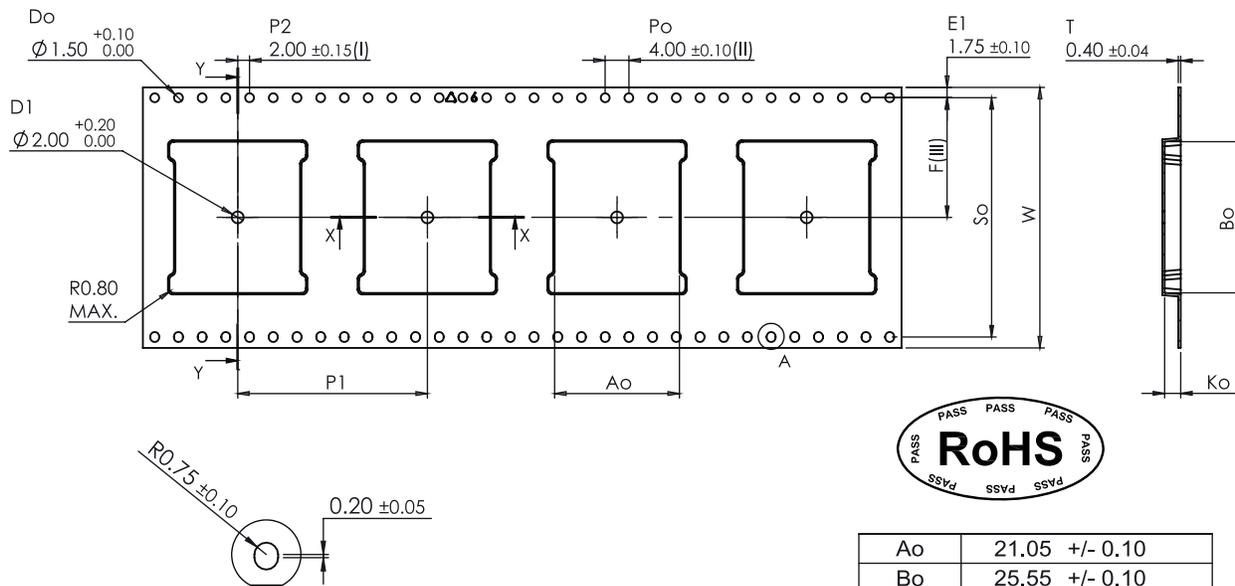 Do
Ø 1.50 +0.10 0.00
P2
2.00 ±0.15(I)
Po
4.00 ±0.10(II)
E1
1.75 ±0.10
T
0.40 ±0.04
Y
D1
Ø 2.00 +0.20 0.00
F(III)
So
W
Bo
X
X
R0.80
MAX.
Y
P1
Ao
A
Ko
R0.75 ±0.10
0.20 ±0.05
PASS PASS PASS
PASS RoHS PASS
PASS PASS PASS
Ao 21.05 +/- 0.10
Bo 25.55 +/- 0.10